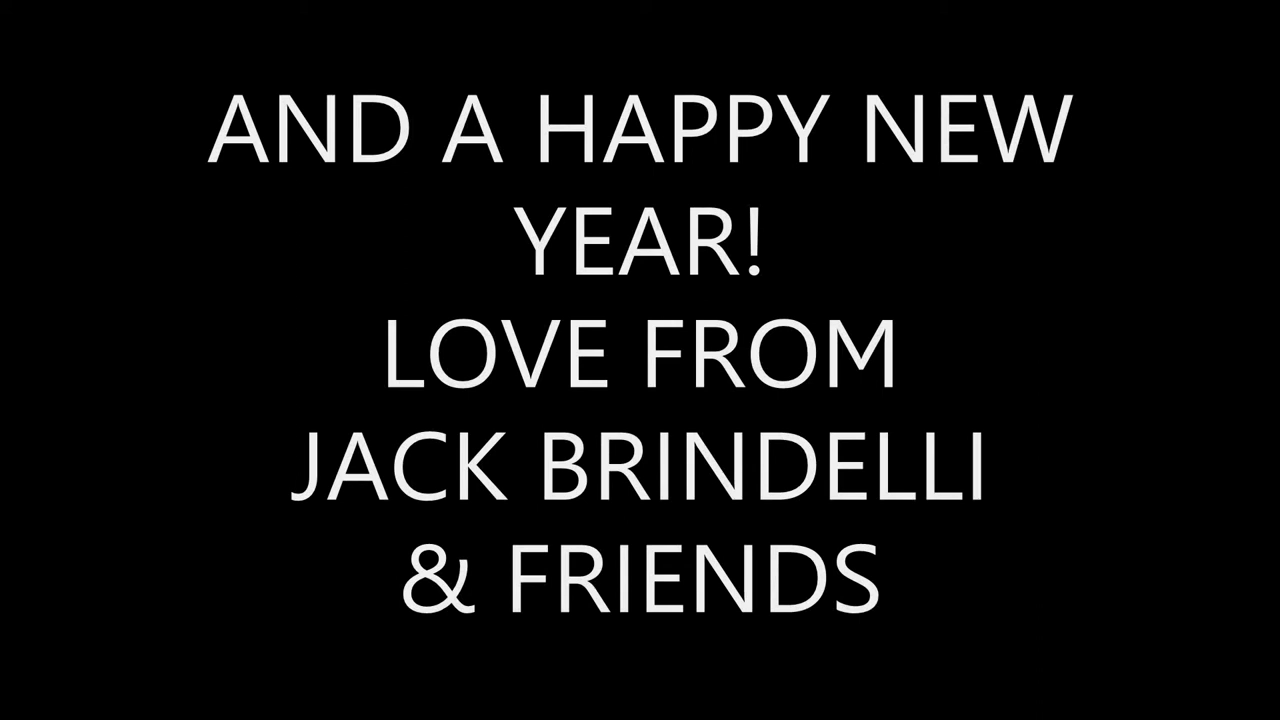 AND A HAPPY NEW
YEAR!
LOVE FROM
JACK BRINDELLI
& FRIENDS